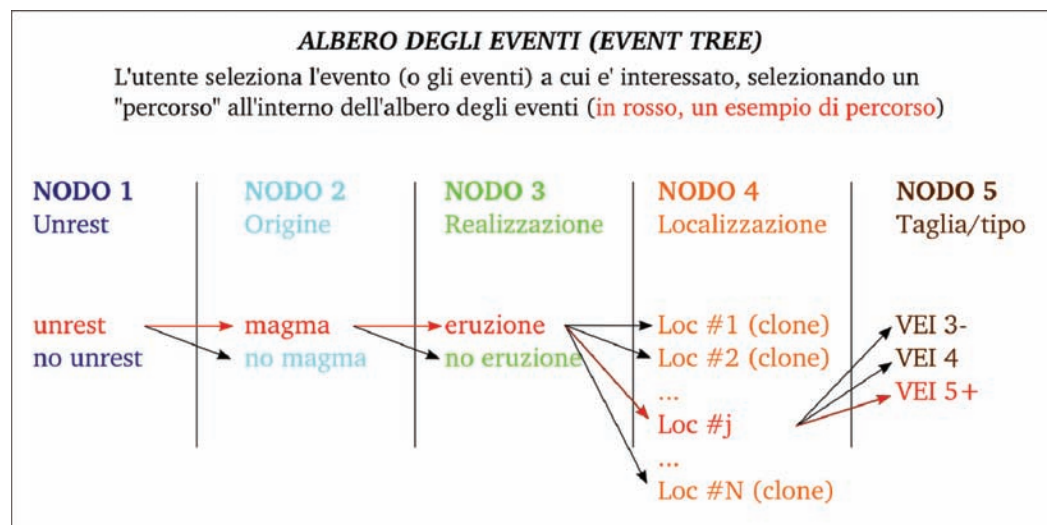 ALBERO DEGLI EVENTI (EVENT TREE)
L'utente seleziona l'evento (o gli eventi) a cui e' interessato, selezionando un
"percorso" all'interno dell'albero degli eventi (in rosso, un esempio di percorso)
NODO 1
Unrest
NODO 2
Origine
NODO 3
Realizzazione
NODO 4
Localizzazione
NODO 5
Taglia/tipo
unrest
no unrest
magma
no magma
eruzione
no eruzione
Loc #1 (clone)
Loc #2 (clone)
...
Loc #j
...
Loc #N (clone)
VEI 3-
VEI 4
VEI 5+